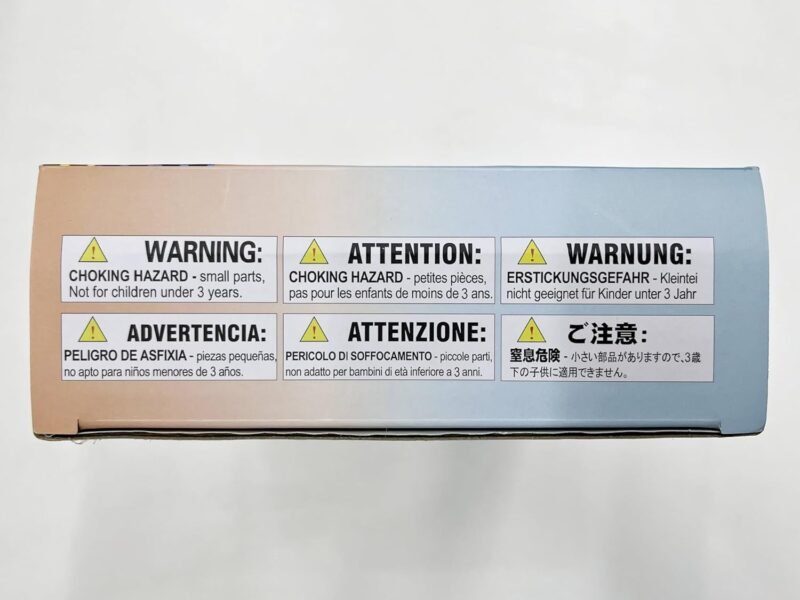 WARNING:
CHOKING HAZARD - small parts,
Not for children under 3 years.
ATTENTION:
CHOKING HAZARD - petites pièces,
pas pour les enfants de moins de 3 ans.
WARNUNG:
ERSTICKUNGSGEFAHR - Kleintei
nicht geeignet für Kinder unter 3 Jahr
ADVERTENCIA:
PELIGRO DE ASFIXIA - piezas pequeñas,
no apto para niños menores de 3 años.
ATTENZIONE:
PERICOLO DI SOFFOCAMENTO - piccole parti,
non adatto per bambini di età inferiore a 3 anni.
ご注意:
窒息危険 - 小さい部品がありますので、3歳
下の子供に適用できません。